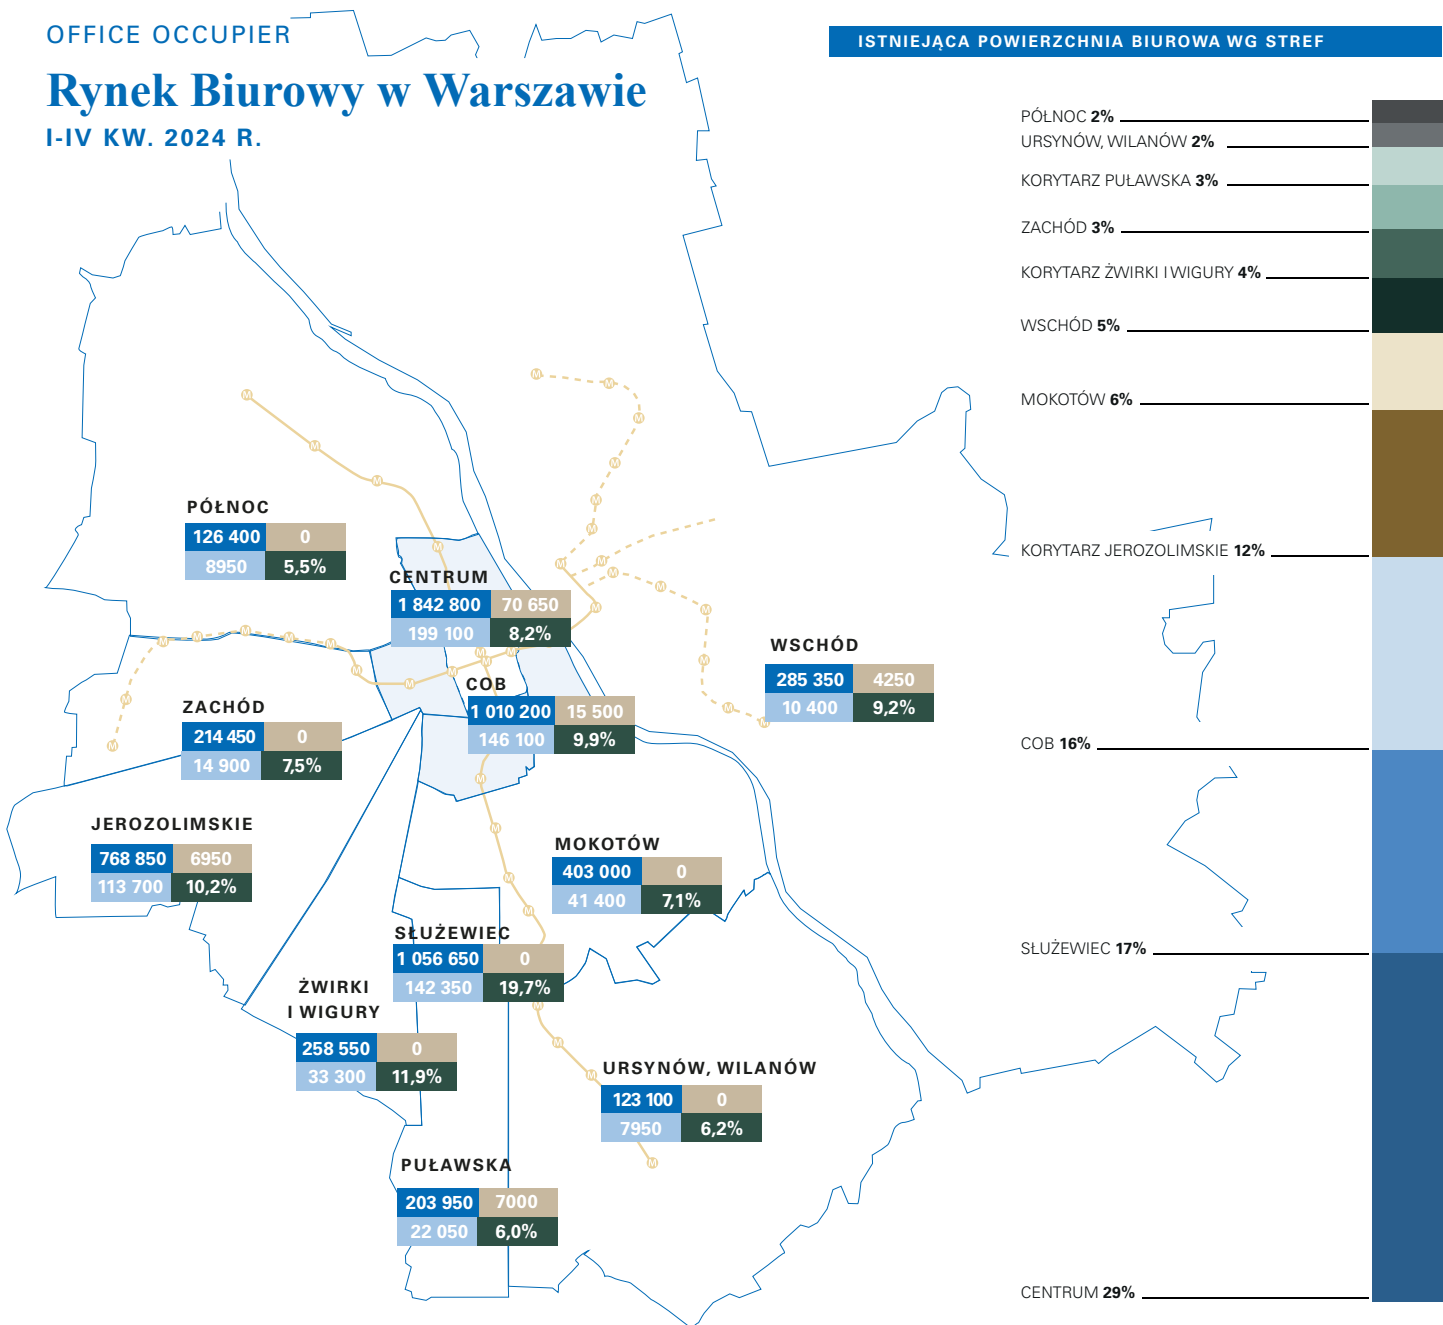 OFFICE OCCUPIER
Rynek Biurowy w Warszawie
I-IV KW. 2024 R.
ISTNIEJĄCA POWIERZCHNIA BIUROWA WG STREF
PÓŁNOC 2%
URSYNÓW, WILANÓW 2%
KORYTARZ PUŁAWSKA 3%
ZACHÓD 3%
KORYTARZ ŻWIRKI I WIGURY 4%
WSCHÓD 5%
MOKOTÓW 6%
KORYTARZ JEROZOLIMSKIE 12%
COB 16%
SŁUŻEWIEC 17%
CENTRUM 29%
PÓŁNOC
126 400 0
8950 5,5%
CENTRUM
1 842 800 70 650
199 100 8,2%
WSCHÓD
285 350 4250
10 400 9,2%
COB
1 010 200 15 500
146 100 9,9%
ZACHÓD
214 450 0
14 900 7,5%
JEROZOLIMSKIE
768 850 6950
113 700 10,2%
MOKOTÓW
403 000 0
41 400 7,1%
SŁUŻEWIEC
1 056 650 0
142 350 19,7%
ŻWIRKI
I WIGURY
258 550 0
33 300 11,9%
URSYNÓW, WILANÓW
123 100 0
7950 6,2%
PUŁAWSKA
203 950 7000
22 050 6,0%